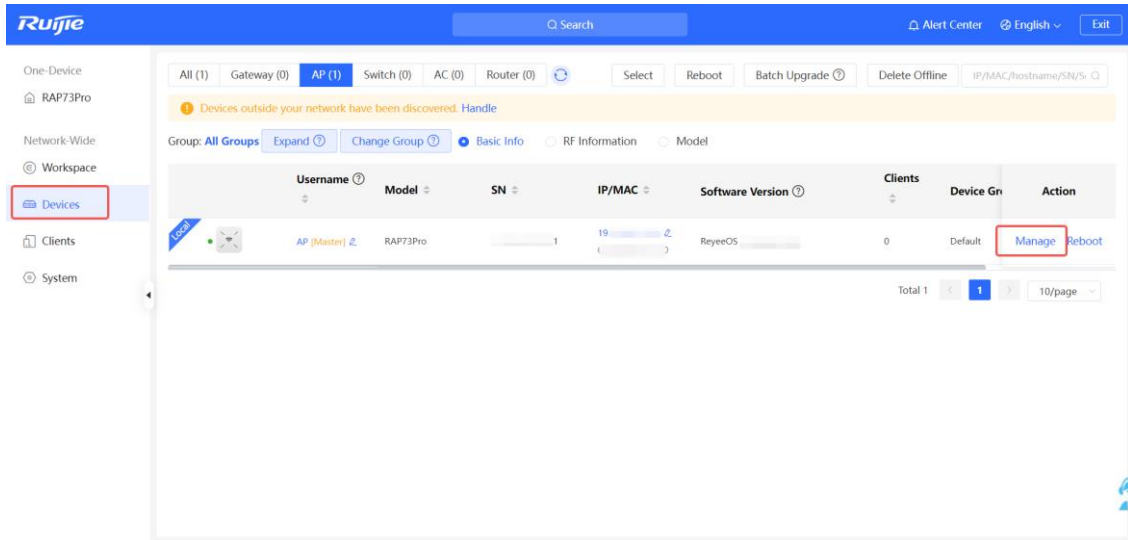 Ruijie
Search
Alert Center
English
Exit
One-Device
RAP73Pro
Network-Wide
Workspace
Devices
Clients
System
All (1) Gateway (0) AP (1) Switch (0) AC (0) Router (0) Select Reboot Batch Upgrade Delete Offline IP/MAC/hostname/SN/S
Devices outside your network have been discovered. Handle
Group: All Groups Expand Change Group Basic Info RF Information Model
Username Model SN IP/MAC Software Version Clients Device Gr Action
Local AP [Master] RAP73Pro 1 19 ReyeeOS 0 Default Manage Reboot
( )
Total 1 1 10/page